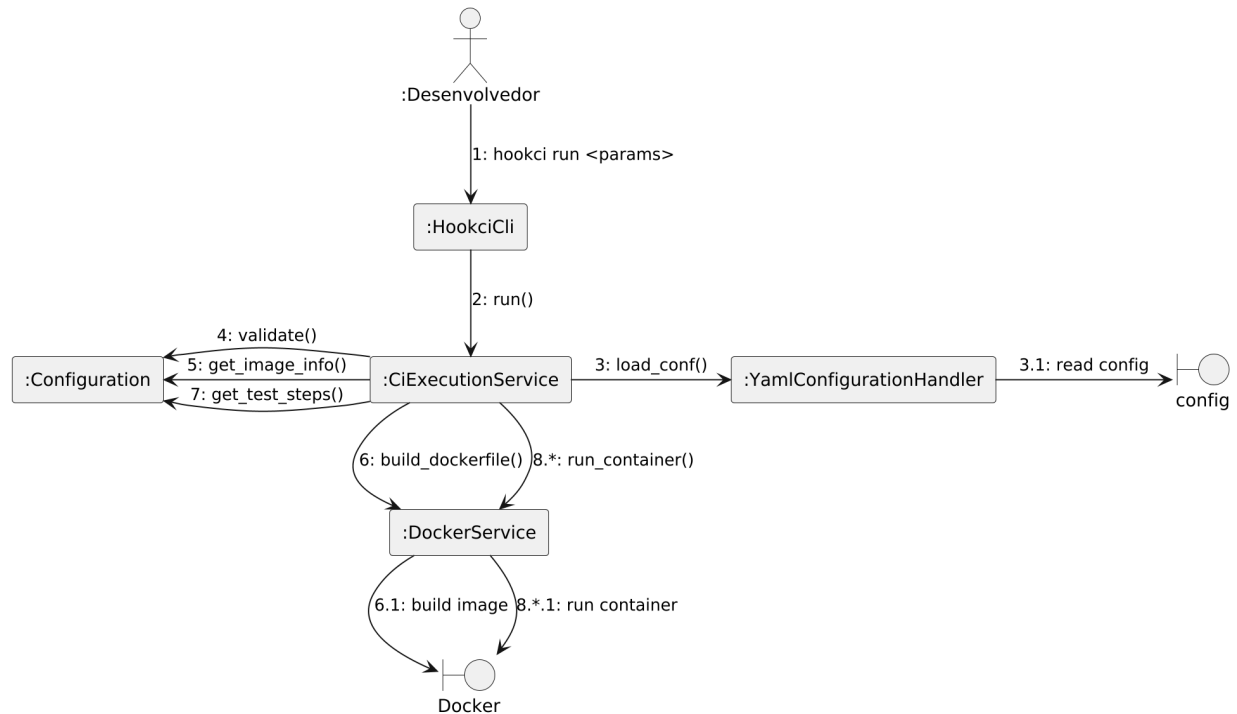 :Desenvolvedor
1: hookci run <params>
:HookciCli
2: run()
4: validate()
5: get_image_info()
7: get_test_steps()
:Configuration
:CiExecutionService
3: load_conf()
:YamlConfigurationHandler
3.1: read config
config
6: build_dockerfile()
8.*: run_container()
:DockerService
6.1: build image
8.*.1: run container
Docker